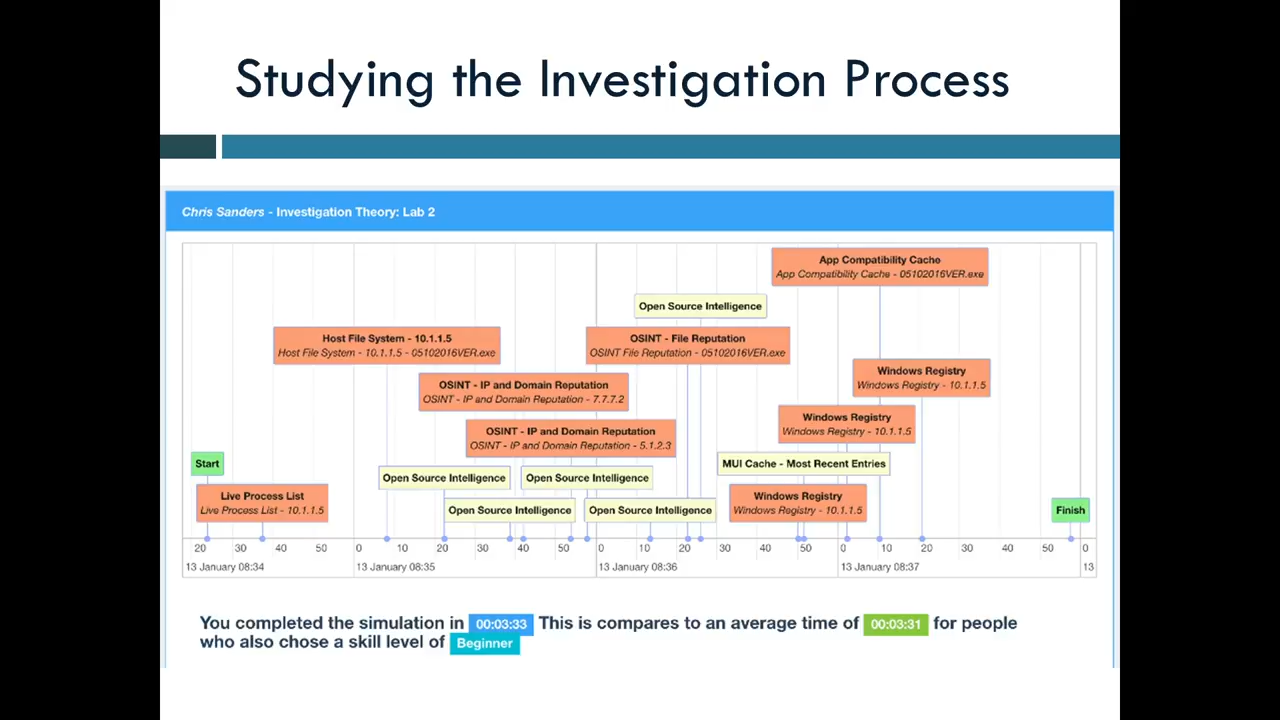 Studying the Investigation Process
Chris Sanders - Investigation Theory: Lab 2
App Compatibility Cache
App Compatibility Cache - 05102016VER.exe
Open Source Intelligence
Host File System - 10.1.1.5
Host File System - 10.1.1.5 - 05102016VER.exe
OSINT - File Reputation
OSINT File Reputation - 05102016VER.exe
Windows Registry
Windows Registry - 10.1.1.5
OSINT - IP and Domain Reputation
OSINT - IP and Domain Reputation - 7.7.7.2
Windows Registry
Windows Registry - 10.1.1.5
OSINT - IP and Domain Reputation
OSINT - IP and Domain Reputation - 5.1.2.3
Start
MUI Cache - Most Recent Entries
Open Source Intelligence
Open Source Intelligence
Live Process List
Live Process List - 10.1.1.5
Open Source Intelligence
Open Source Intelligence
Windows Registry
Windows Registry - 10.1.1.5
Finish
20 30 40 50 0 10 20 30 40 50 0 10 20 30 40 50 0 10 20 30 40 50 0
13 January 08:34 13 January 08:35 13 January 08:36 13 January 08:37 13
You completed the simulation in 00:03:33 This is compares to an average time of 00:03:31 for people
who also chose a skill level of Beginner